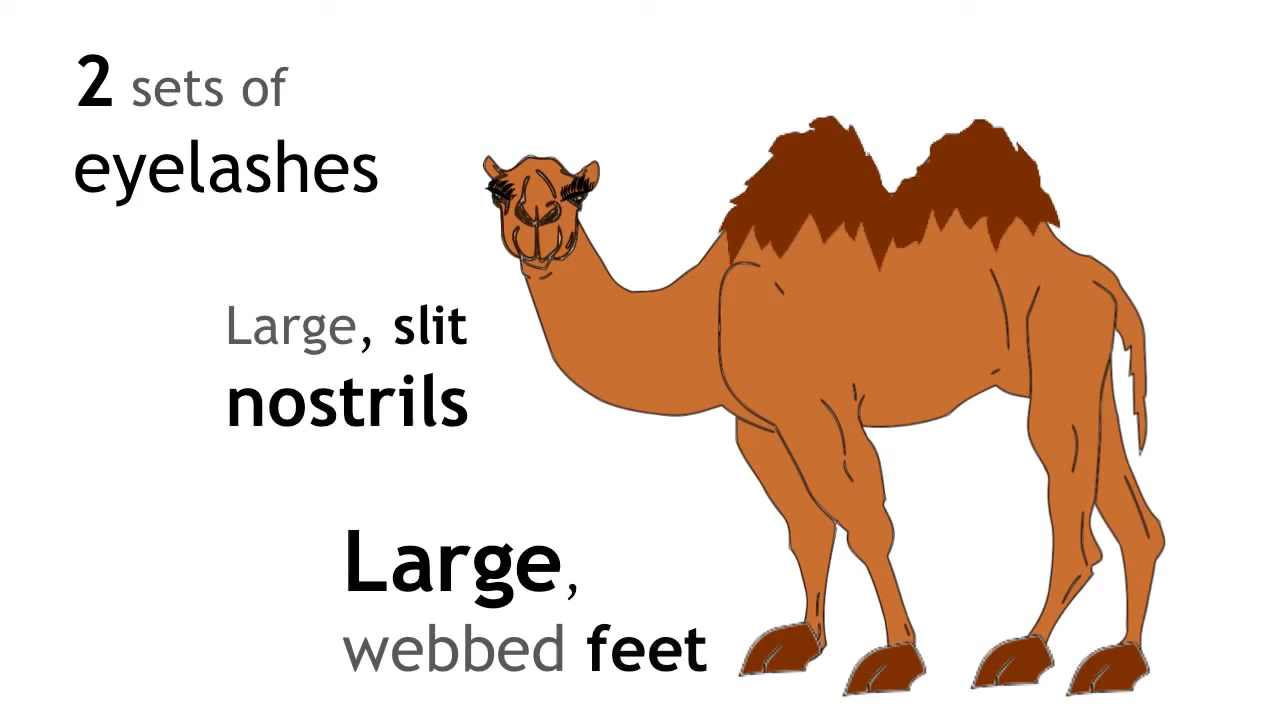 2 sets of
eyelashes
Large, slit
nostrils
Large,
webbed feet